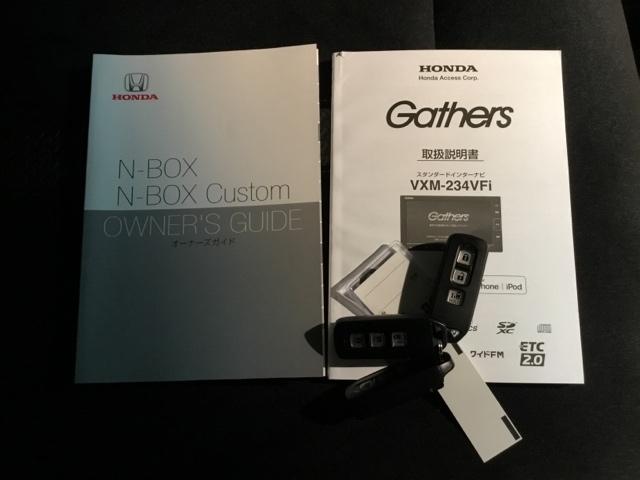 HONDA
N-BOX
N-BOX Custom
OWNER'S GUIDE
オーナーズガイド
HONDA
Honda Access Corp.
Gathers
取扱説明書
スタンダードインターナビ
VXM-234VFi
Gathers
iPod
SD
XC
ワイドFM
ETC
2.0